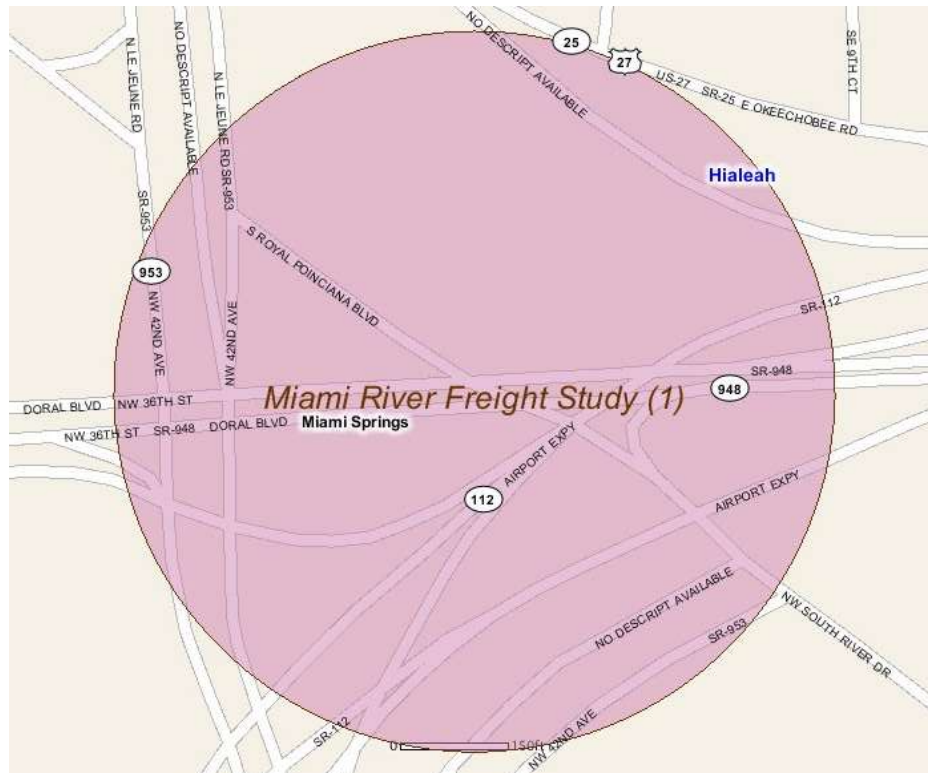 NO DESCRIPT AVAILABLE
25
27
US-27 SR-25 E OKEECHOBEE RD
SE 9TH CT
N LE JEUNE RD
NO DESCRIPT AVAILABLE
N LE JEUNE RD SR-953
SR-953
Hialeah
S ROYAL POINCIANA BLVD
953
NW 42ND AVE
NW 42ND AVE
SR-112
SR-948
948
DORAL BLVD NW 36TH ST
Miami River Freight Study (1)
NW 36TH ST SR-948 DORAL BLVD
Miami Springs
AIRPORT EXPY
112
AIRPORT EXPY
NO DESCRIPT AVAILABLE
NW SOUTH RIVER DR
SR-953
NW 42ND AVE
SR-112
0 150ft